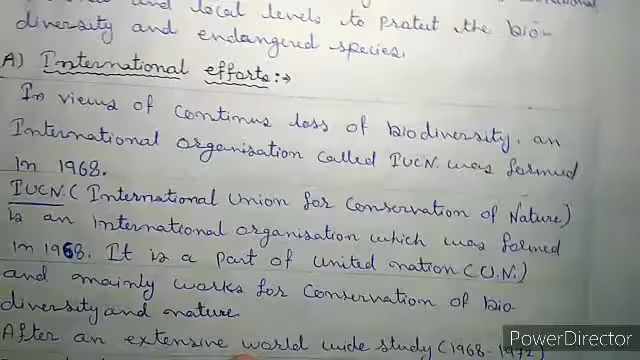 and local levels to protect the bio-
diversity and endangered species.
A) International efforts:→
In views of continus loss of biodiversity, an
International organisation called IUCN. was formed
in 1968.
IUCN. (International Union for Conservation of Nature)
is an international organisation which was formed
in 1968. It is a part of United nation (U.N.)
and mainly works for conservation of bio-
diversity and nature
After an extensive world wide study (1968-1972
PowerDirector